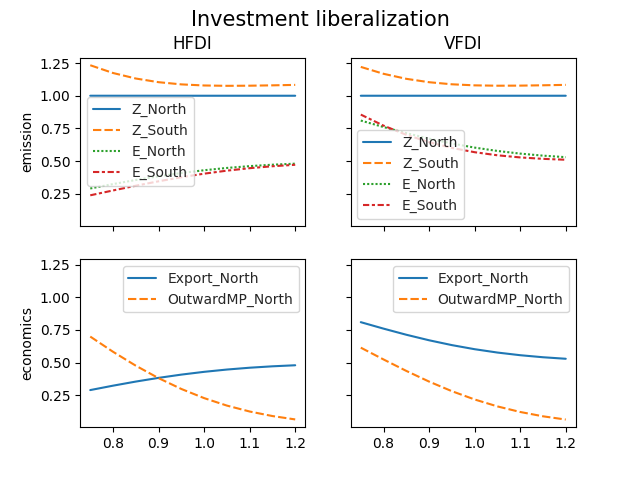 Investment liberalization
HFDI
VFDI
emission
1.25
1.00
0.75
0.50
0.25
Z_North
Z_South
E_North
E_South
Z_North
Z_South
E_North
E_South
economics
1.25
1.00
0.75
0.50
0.25
Export_North
OutwardMP_North
Export_North
OutwardMP_North
0.8 0.9 1.0 1.1 1.2
0.8 0.9 1.0 1.1 1.2